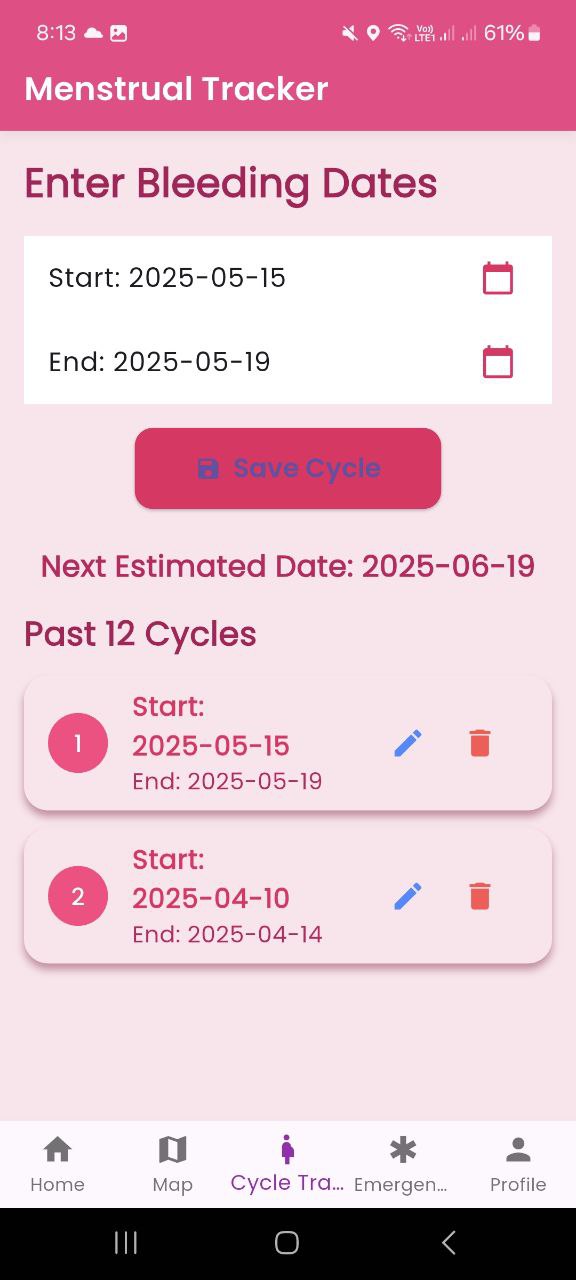 8:13
Vo))
LTE1
61%
Menstrual Tracker
Enter Bleeding Dates
Start: 2025-05-15
End: 2025-05-19
Save Cycle
Next Estimated Date: 2025-06-19
Past 12 Cycles
1
Start:
2025-05-15
End: 2025-05-19
2
Start:
2025-04-10
End: 2025-04-14
Home
Map
Cycle Tra...
Emergen...
Profile